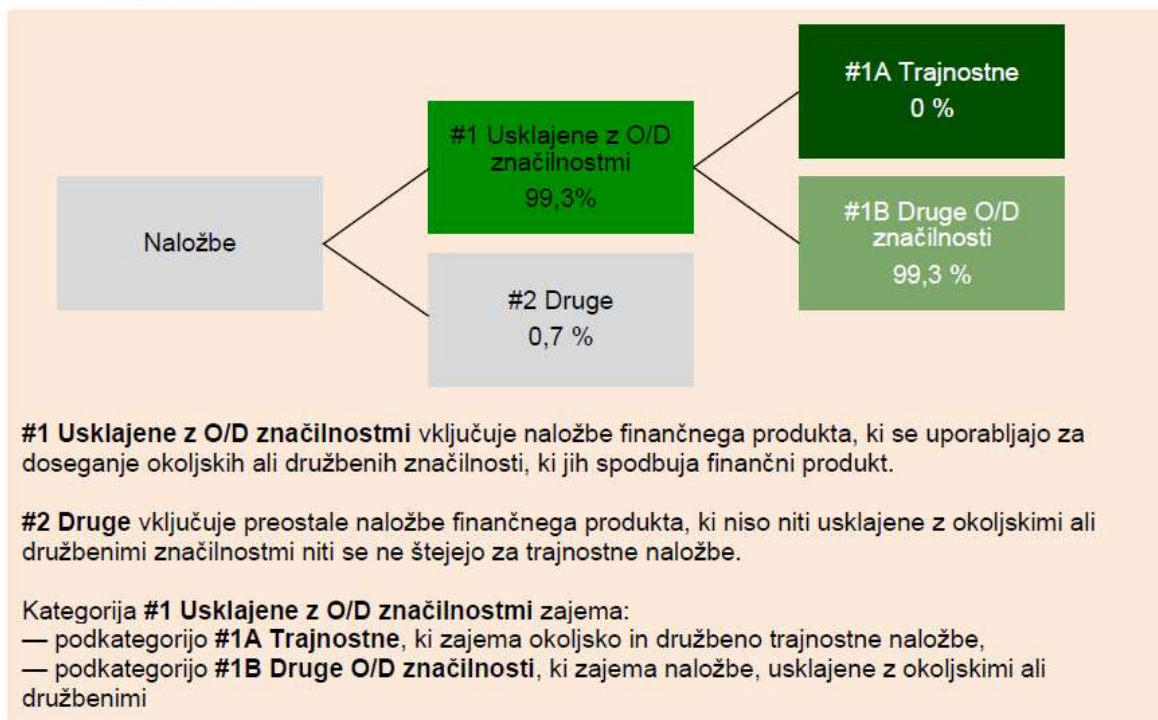 #1A Trajnostne
0 %
#1 Usklajene z O/D
značilnostmi
99,3%
Naložbe
#1B Druge O/D
značilnosti
99,3 %
#2 Druge
0,7 %
#1 Usklajene z O/D značilnostmi vključuje naložbe finančnega produkta, ki se uporabljajo za
doseganje okoljskih ali družbenih značilnosti, ki jih spodbuja finančni produkt.
#2 Druge vključuje preostale naložbe finančnega produkta, ki niso niti usklajene z okoljskimi ali
družbenimi značilnostmi niti se ne štejejo za trajnostne naložbe.
Kategorija #1 Usklajene z O/D značilnostmi zajema:
— podkategorijo #1A Trajnostne, ki zajema okoljsko in družbeno trajnostne naložbe,
— podkategorijo #1B Druge O/D značilnosti, ki zajema naložbe, usklajene z okoljskimi ali
družbenimi